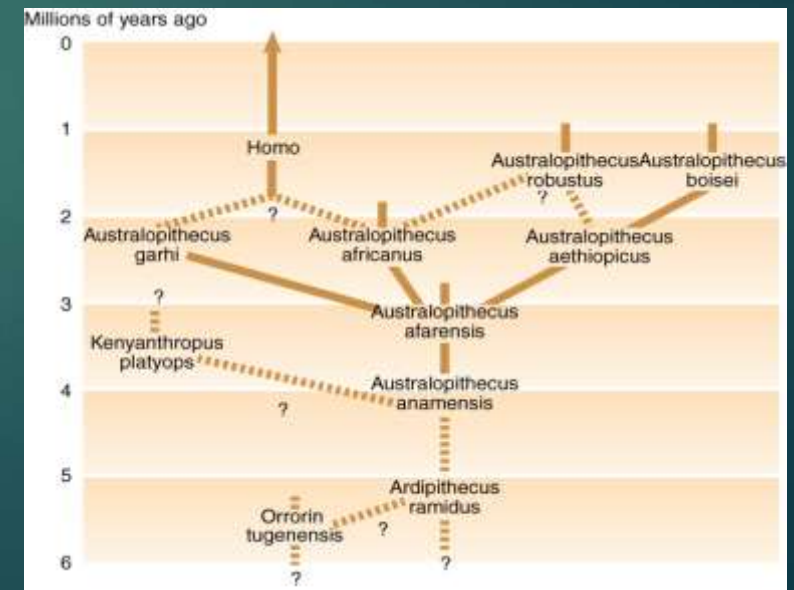 Millions of years ago
0
1
Homo
Australopithecus robustus
Australopithecus boisei
?
2
?
Australopithecus garhi
Australopithecus africanus
Australopithecus aethiopicus
?
3
Australopithecus afarensis
Kenyanthropus platyops
4
Australopithecus anamensis
?
5
Ardipithecus ramidus
Orrorin tugenensis
?
6
?
?